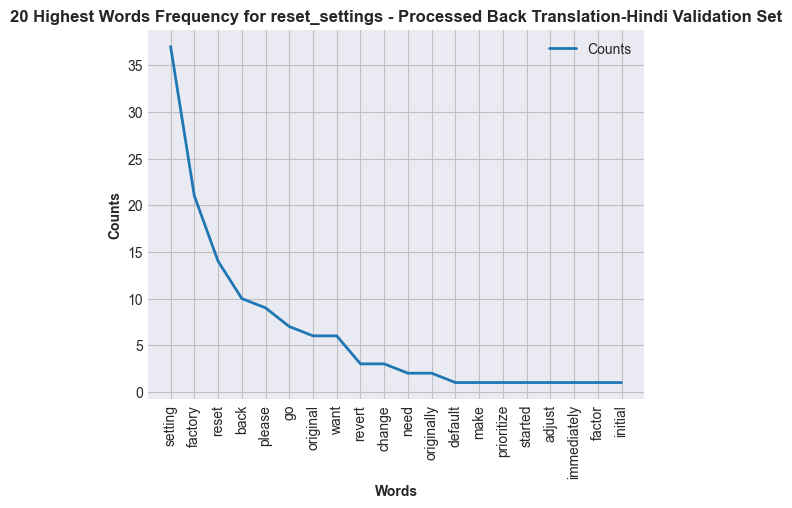 20 Highest Words Frequency for reset_settings - Processed Back Translation-Hindi Validation Set
Counts
35
30
25
20
15
10
5
0
Counts
setting
factory
reset
back
please
go
original
want
revert
change
need
originally
default
make
prioritize
started
adjust
immediately
factor
initial
Words